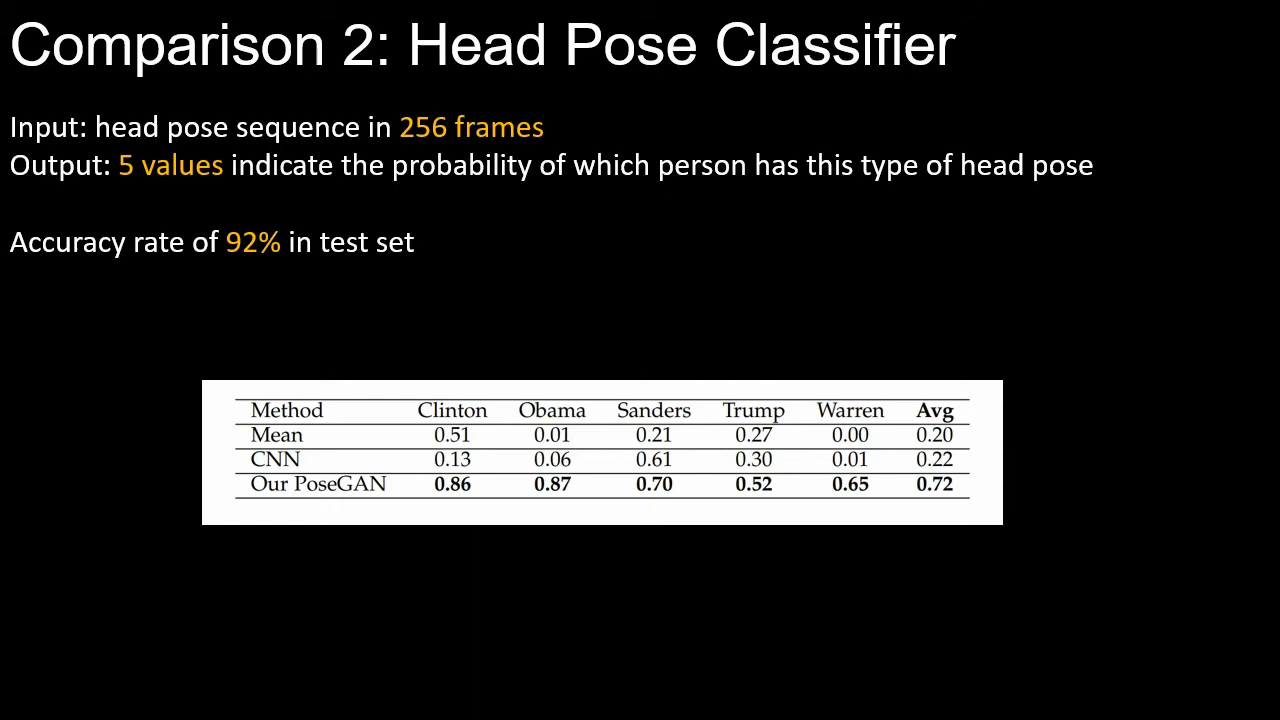 Comparison 2: Head Pose Classifier
Input: head pose sequence in 256 frames
Output: 5 values indicate the probability of which person has this type of head pose
Accuracy rate of 92% in test set
Method Clinton Obama Sanders Trump Warren Avg
Mean 0.51 0.01 0.21 0.27 0.00 0.20
CNN 0.13 0.06 0.61 0.30 0.01 0.22
Our PoseGAN 0.86 0.87 0.70 0.52 0.65 0.72